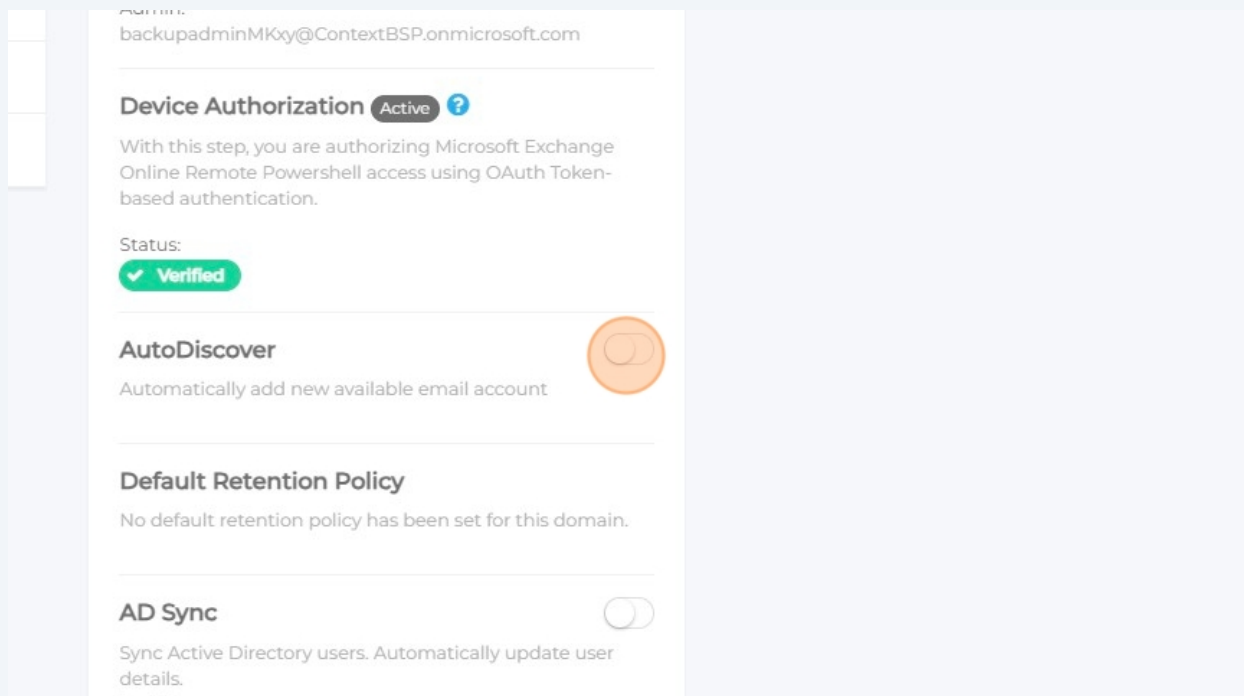 Admin:
backupadminMKxy@ContextBSP.onmicrosoft.com
Device Authorization Active ?
With this step, you are authorizing Microsoft Exchange
Online Remote Powershell access using OAuth Token-
based authentication.
Status:
Verified
AutoDiscover
Automatically add new available email account
Default Retention Policy
No default retention policy has been set for this domain.
AD Sync
Sync Active Directory users. Automatically update user
details.